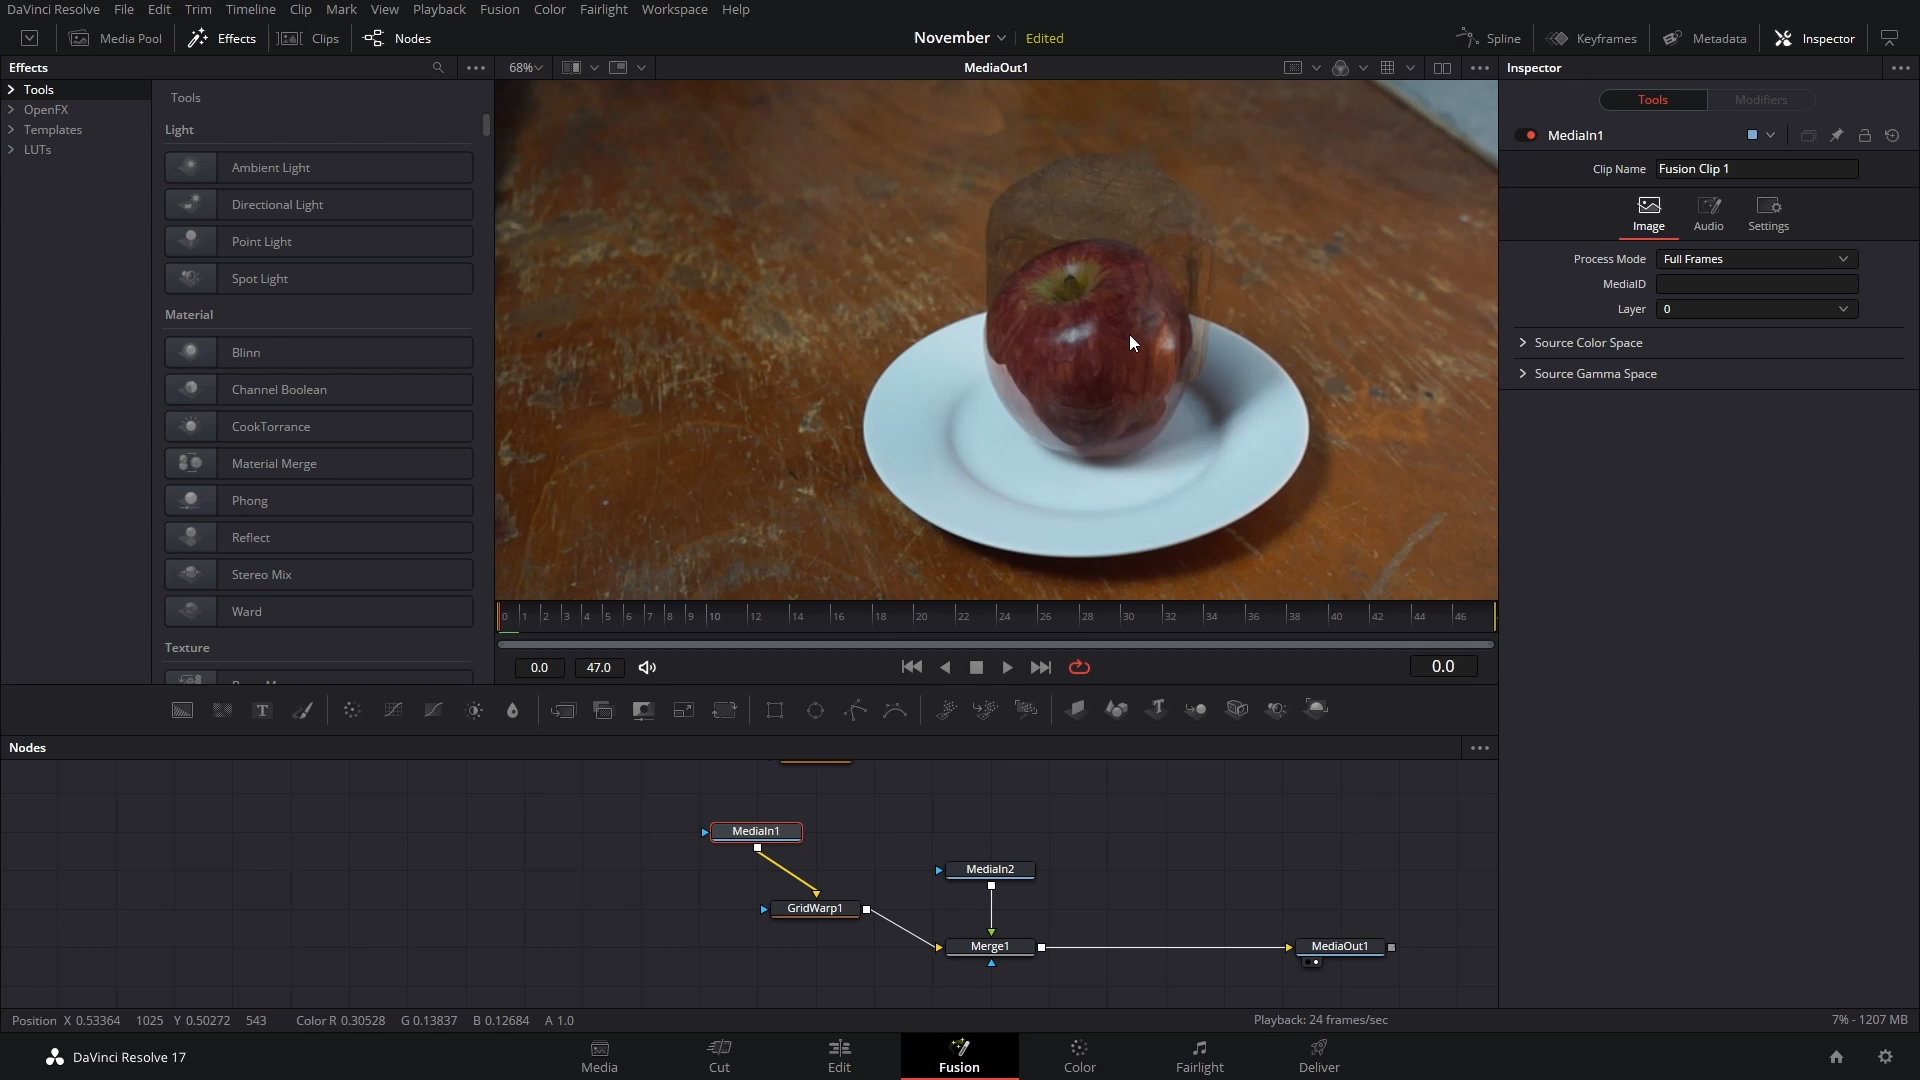 DaVinci Resolve File Edit Trim Timeline Clip Mark View Playback Fusion Color Fairlight Workspace Help
Media Pool Effects Clips Nodes November Edited Spline Keyframes Metadata Inspector
Effects 68% MediaOut1 Inspector
Tools
OpenFX
Templates
LUTs
Tools
Light
Ambient Light
Directional Light
Point Light
Spot Light
Material
Blinn
Channel Boolean
CookTorrance
Material Merge
Phong
Reflect
Stereo Mix
Ward
Texture
Tools Modifiers
MediaIn1
Clip Name Fusion Clip 1
Image Audio Settings
Process Mode Full Frames
MediaID
Layer 0
Source Color Space
Source Gamma Space
0 1 2 3 4 5 6 7 8 9 10 12 14 16 18 20 22 24 26 28 30 32 34 36 38 40 42 44 46
0.0 47.0 0.0
T
Nodes
MediaIn1
MediaIn2
GridWarp1
Merge1 MediaOut1
Position X 0.53364 1025 Y 0.50272 543 Color R 0.30528 G 0.13837 B 0.12684 A 1.0 Playback: 24 frames/sec 7% - 1207 MB
DaVinci Resolve 17 Media Cut Edit Fusion Color Fairlight Deliver